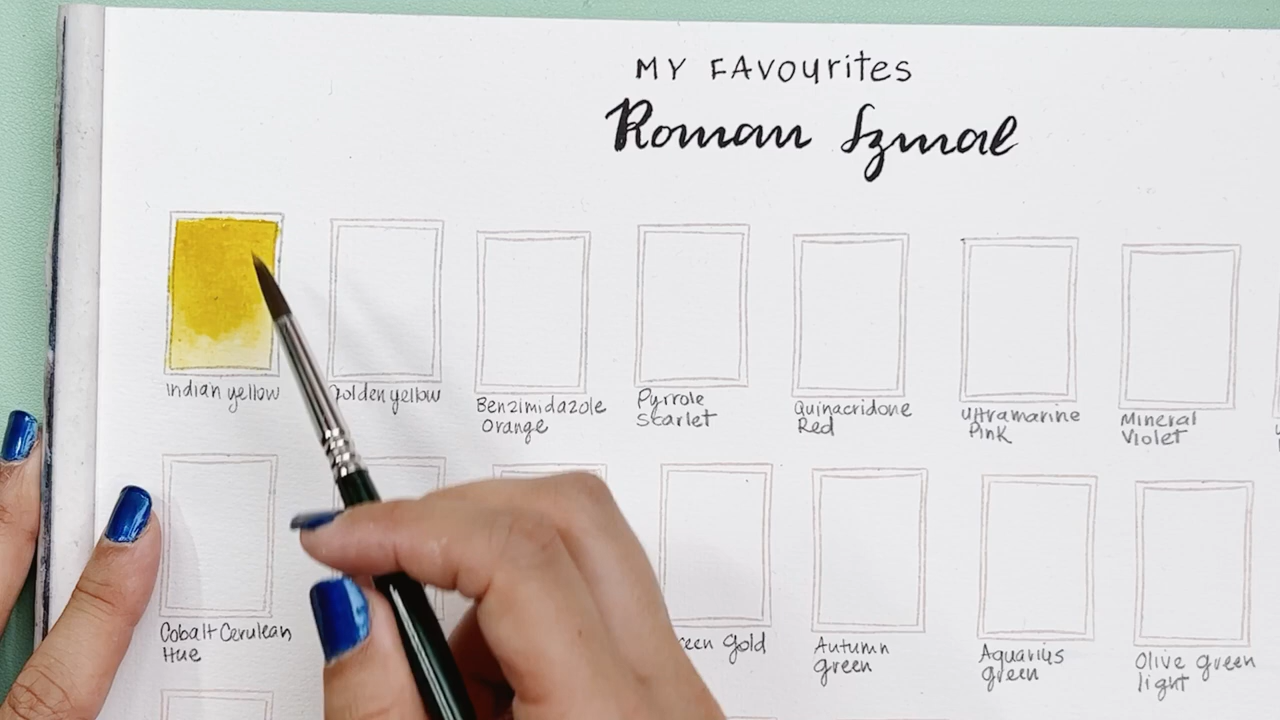 MY FAVOURITES
Roman Szmal
Indian yellow
Golden yellow
Benzimidazole
Orange
Pyrrole
Scarlet
Quinacridone
Red
Ultramarine
Pink
Mineral
Violet
Cobalt Cerulean
Hue
Green Gold
Autumn
green
Aquarius
green
Olive green
light